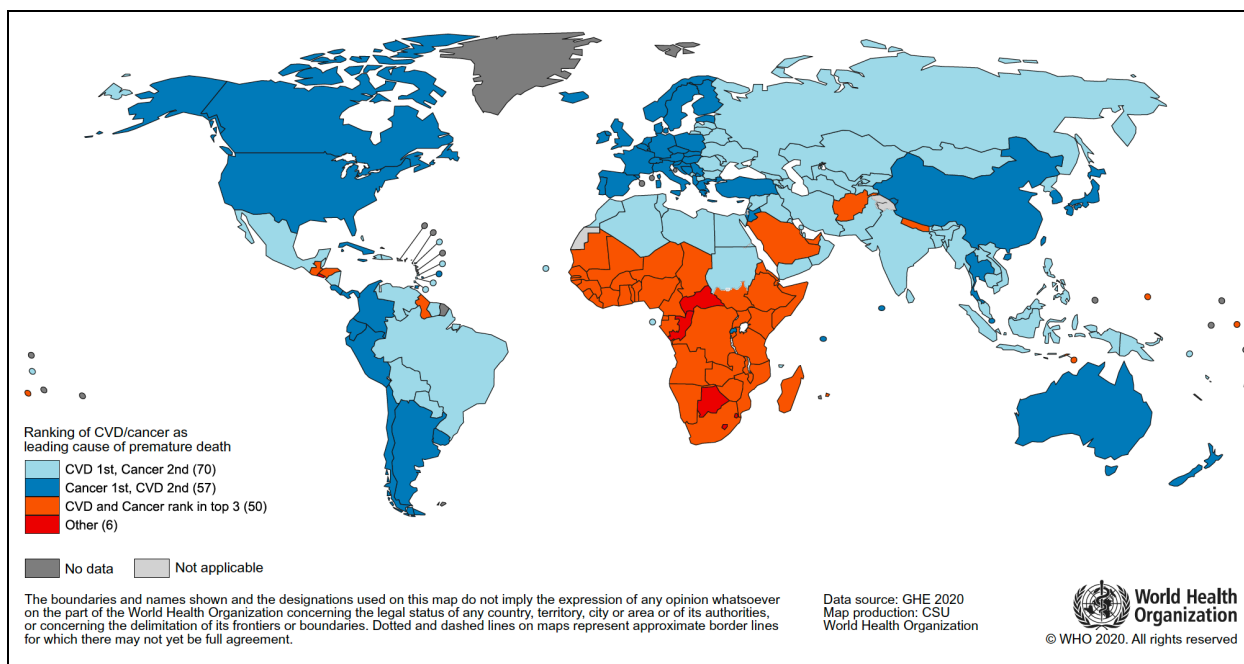 Ranking of CVD/cancer as
leading cause of premature death
CVD 1st, Cancer 2nd (70)
Cancer 1st, CVD 2nd (57)
CVD and Cancer rank in top 3 (50)
Other (6)
No data
Not applicable
The boundaries and names shown and the designations used on this map do not imply the expression of any opinion whatsoever
on the part of the World Health Organization concerning the legal status of any country, territory, city or area or of its authorities,
or concerning the delimitation of its frontiers or boundaries. Dotted and dashed lines on maps represent approximate border lines
for which there may not yet be full agreement.
Data source: GHE 2020
Map production: CSU
World Health Organization
World Health
Organization
© WHO 2020. All rights reserved